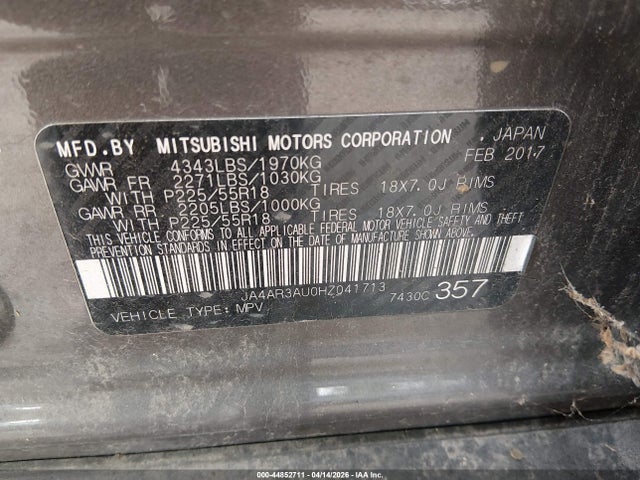 MFD.BY MITSUBISHI MOTORS CORPORATION , JAPAN
GVWR 4343LBS/1970KG FEB 2017
GAWR FR 2271LBS/1030KG
WITH P225/55R18 TIRES 18X7.0J RIMS
GAWR RR 2205LBS/1000KG
WITH P225/55R18 TIRES 18X7.0J RIMS
THIS VEHICLE CONFORMS TO ALL APPLICABLE FEDERAL MOTOR VEHICLE SAFETY AND THEFT
PREVENTION STANDARDS IN EFFECT ON THE DATE OF MANUFACTURE SHOWN ABOVE.
JA4AR3AU0HZ041713 7430C 357
VEHICLE TYPE: MPV
000-44852711 - 04/14/2026 - IAA Inc.